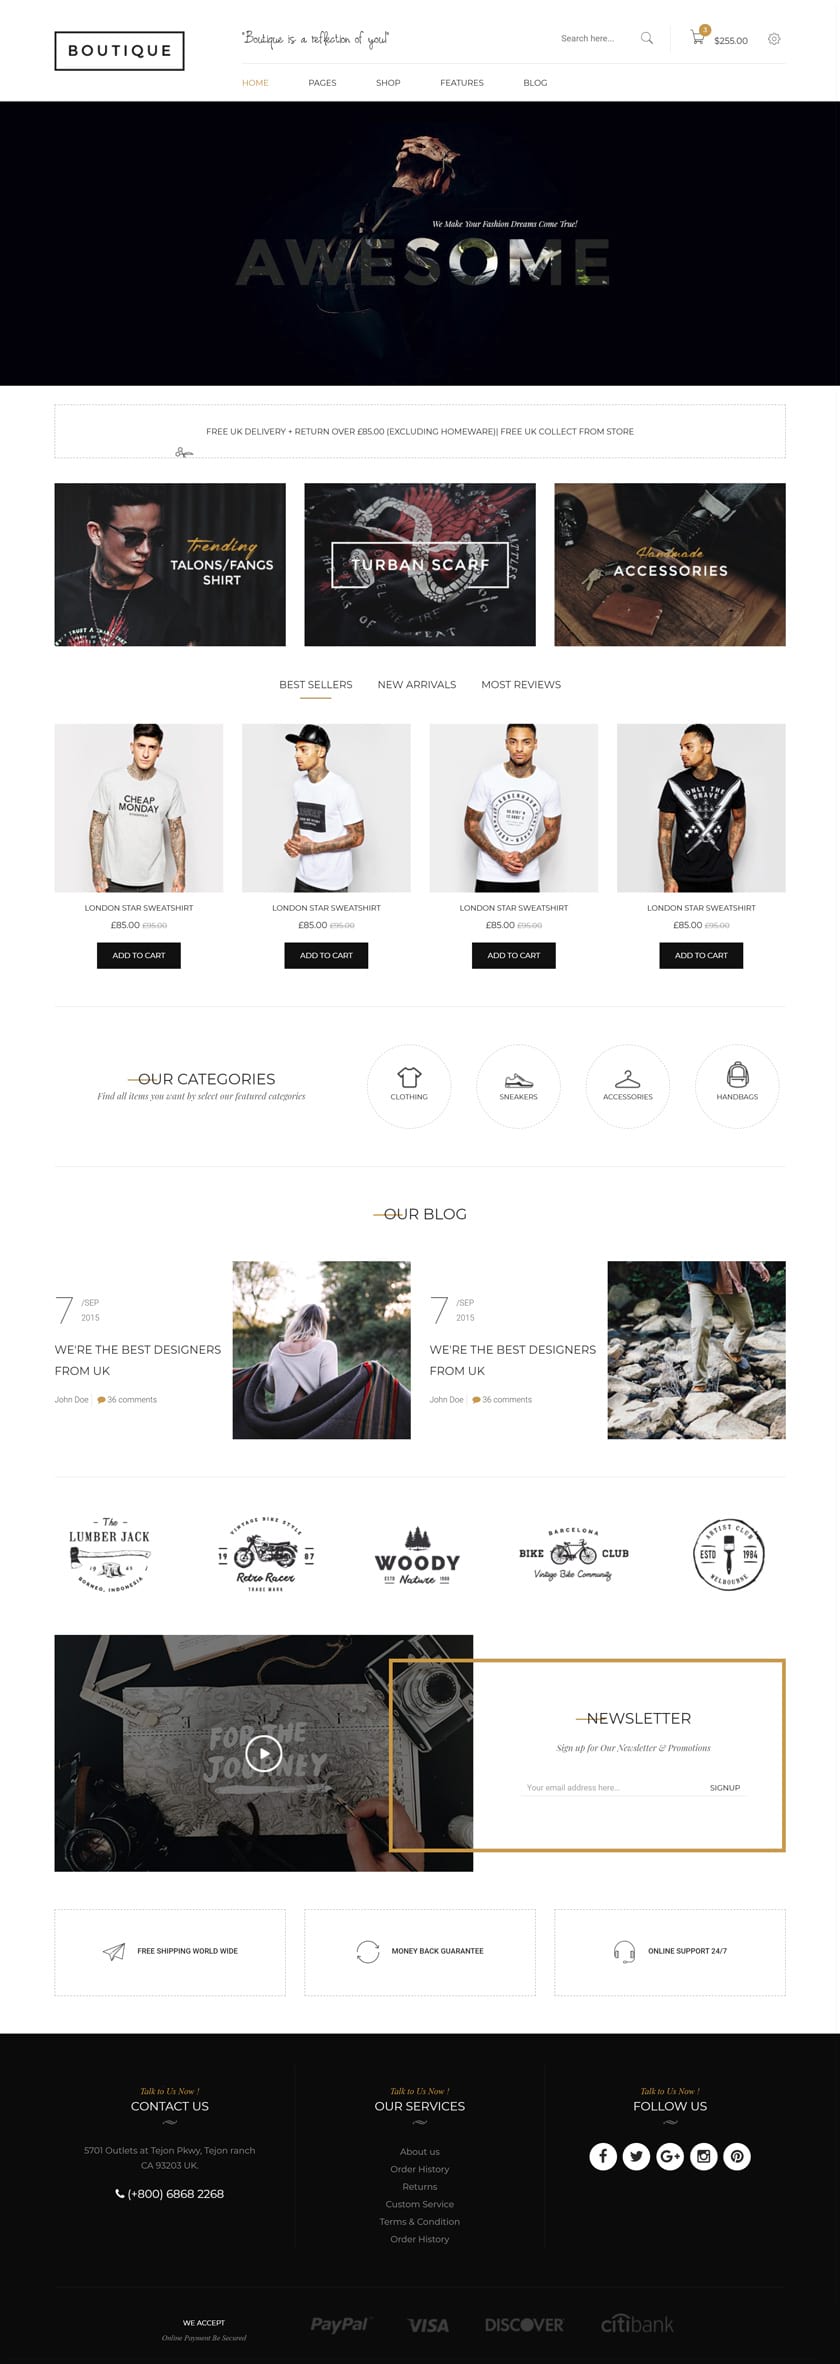 BOUTIQUE
"Boutique is a reflection of you!"
Search here...
3
$255.00
HOME
PAGES
SHOP
FEATURES
BLOG
We Make Your Fashion Dreams Come True!
AWESOME
FREE UK DELIVERY + RETURN OVER £85.00 (EXCLUDING HOMEWARE)| FREE UK COLLECT FROM STORE
Trending
TALONS/FANGS
SHIRT
TURBAN SCARF
Handmade
ACCESSORIES
BEST SELLERS
NEW ARRIVALS
MOST REVIEWS
CHEAP
MONDAY
ONLY THE
BRAVE
LONDON STAR SWEATSHIRT
LONDON STAR SWEATSHIRT
LONDON STAR SWEATSHIRT
LONDON STAR SWEATSHIRT
£85.00 £95.00
£85.00 £95.00
£85.00 £95.00
£85.00 £95.00
ADD TO CART
ADD TO CART
ADD TO CART
ADD TO CART
OUR CATEGORIES
Find all items you want by select our featured categories
CLOTHING
SNEAKERS
ACCESSORIES
HANDBAGS
OUR BLOG
7 /SEP
2015
WE'RE THE BEST DESIGNERS
FROM UK
John Doe 36 comments
7 /SEP
2015
WE'RE THE BEST DESIGNERS
FROM UK
John Doe 36 comments
The
LUMBER JACK
BORNEO, INDONESIA
VINTAGE BIKE STYLE
19 87
Retro Racer
TRADE MARK
WOODY
ESTD Nature 1988
BARCELONA
BIKE CLUB
Vintage Bike Community
ARTIST CLUB
ESTD 1984
MELBOURNE
FOR THE
JOURNEY
NEWSLETTER
Sign up for Our Newsletter & Promotions
Your email address here...
SIGNUP
FREE SHIPPING WORLD WIDE
MONEY BACK GUARANTEE
ONLINE SUPPORT 24/7
Talk to Us Now !
CONTACT US
5701 Outlets at Tejon Pkwy, Tejon ranch
CA 93203 UK.
(+800) 6868 2268
Talk to Us Now !
OUR SERVICES
About us
Order History
Returns
Custom Service
Terms & Condition
Order History
Talk to Us Now !
FOLLOW US
WE ACCEPT
Online Payment Be Secured
PayPal
VISA
DISCOVER
citibank